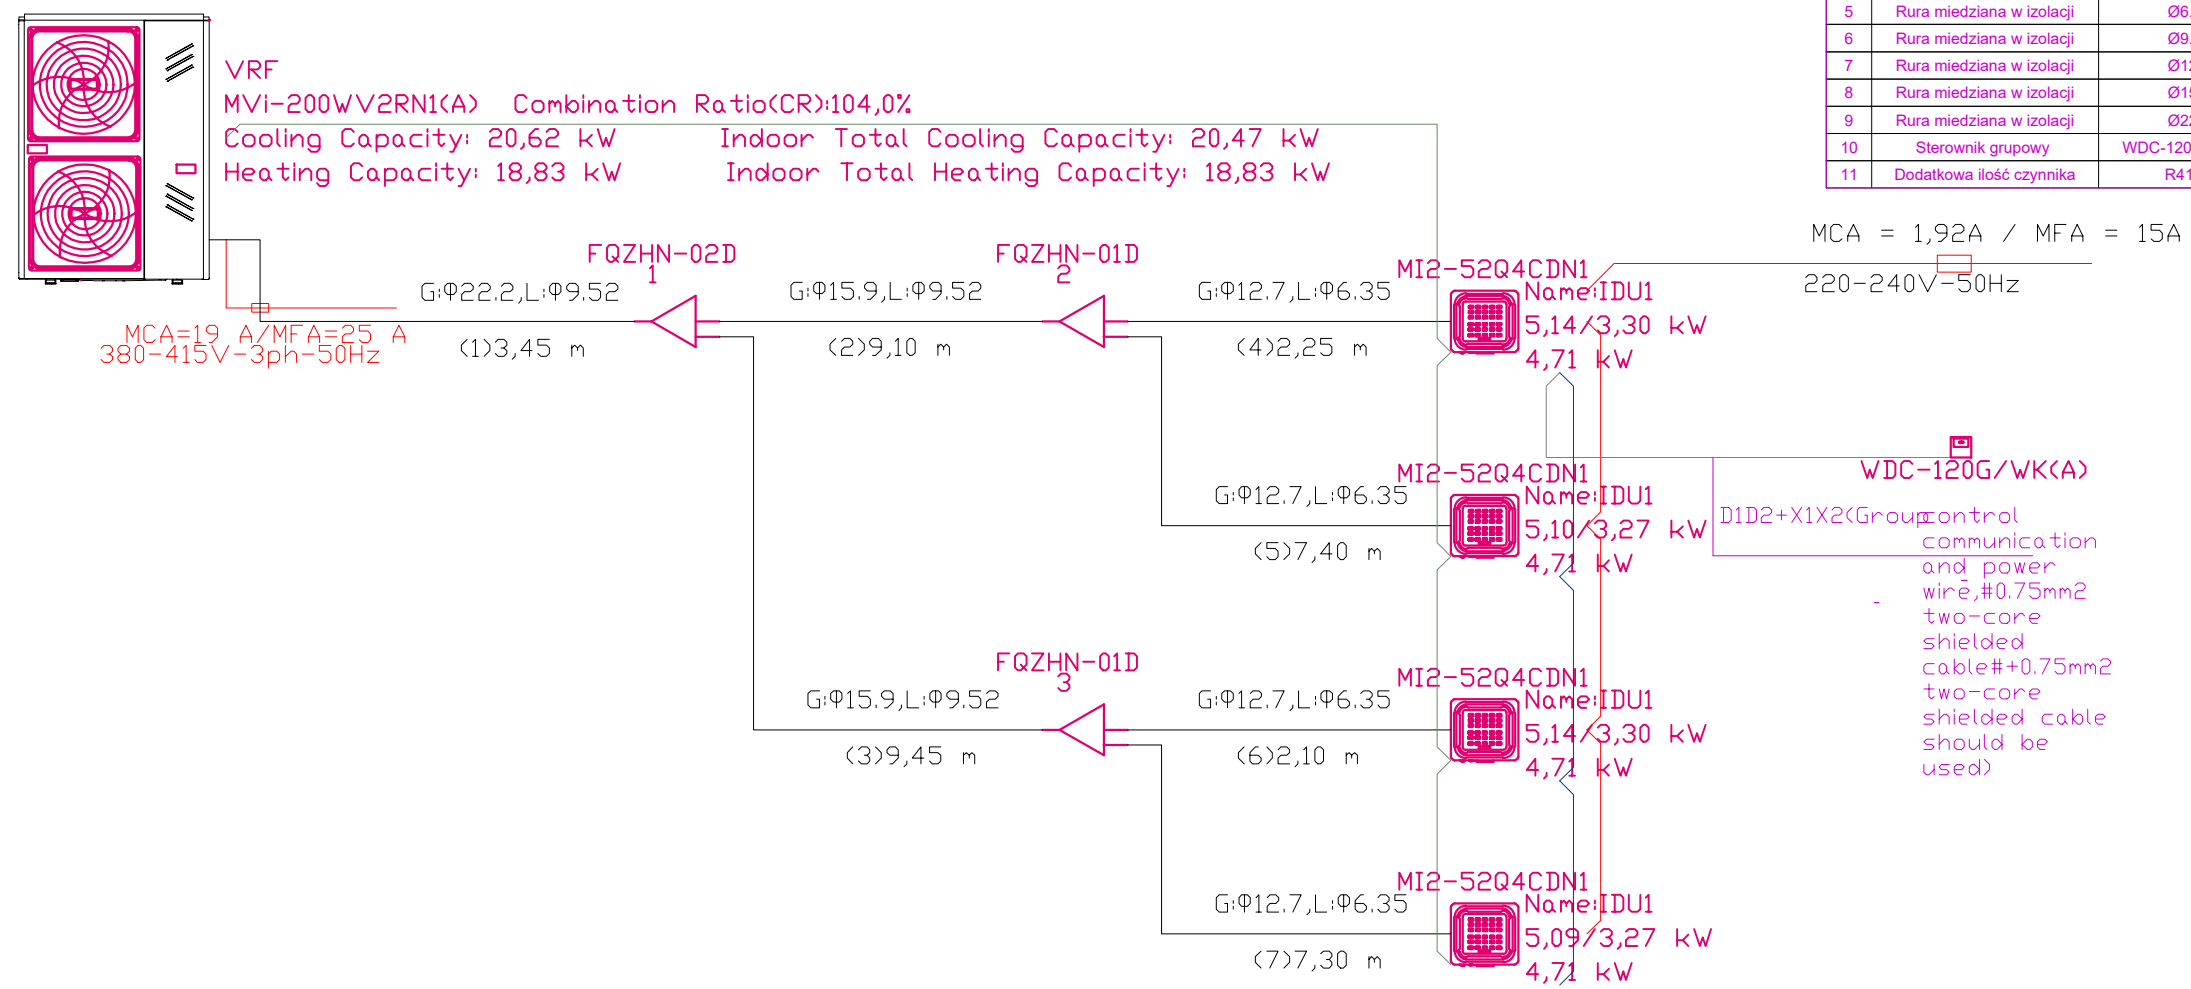 5 Rura miedziana w izolacji
6 Rura miedziana w izolacji
7 Rura miedziana w izolacji
8 Rura miedziana w izolacji
9 Rura miedziana w izolacji
10 Sterownik grupowy
11 Dodatkowa ilość czynnika
VRF
MVi-200WV2RN1(A) Combination Ratio(CR):104,0%
Cooling Capacity: 20,62 kW Indoor Total Cooling Capacity: 20,47 kW
Heating Capacity: 18,83 kW Indoor Total Heating Capacity: 18,83 kW
MCA = 1,92A / MFA = 15A
220-240V-50Hz
MCA=19 A/MFA=25 A
380-415V-3ph-50Hz
G:Φ22.2,L:Φ9.52
(1)3,45 m
FQZHN-02D
1
G:Φ15.9,L:Φ9.52
(2)9,10 m
FQZHN-01D
2
G:Φ12.7,L:Φ6.35
(4)2,25 m
MI2-52Q4CDN1
Name:IDU1
5,14/3,30 kW
4,71 kW
G:Φ12.7,L:Φ6.35
(5)7,40 m
MI2-52Q4CDN1
Name:IDU1
5,10/3,27 kW
4,71 kW
WDC-120G/WK(A)
D1D2+X1X2(Group control
communication
and power
wire,#0.75mm2
two-core
shielded
cable#+0.75mm2
two-core
shielded cable
should be
used)
G:Φ15.9,L:Φ9.52
(3)9,45 m
FQZHN-01D
3
G:Φ12.7,L:Φ6.35
(6)2,10 m
MI2-52Q4CDN1
Name:IDU1
5,14/3,30 kW
4,71 kW
G:Φ12.7,L:Φ6.35
(7)7,30 m
MI2-52Q4CDN1
Name:IDU1
5,09/3,27 kW
4,71 kW